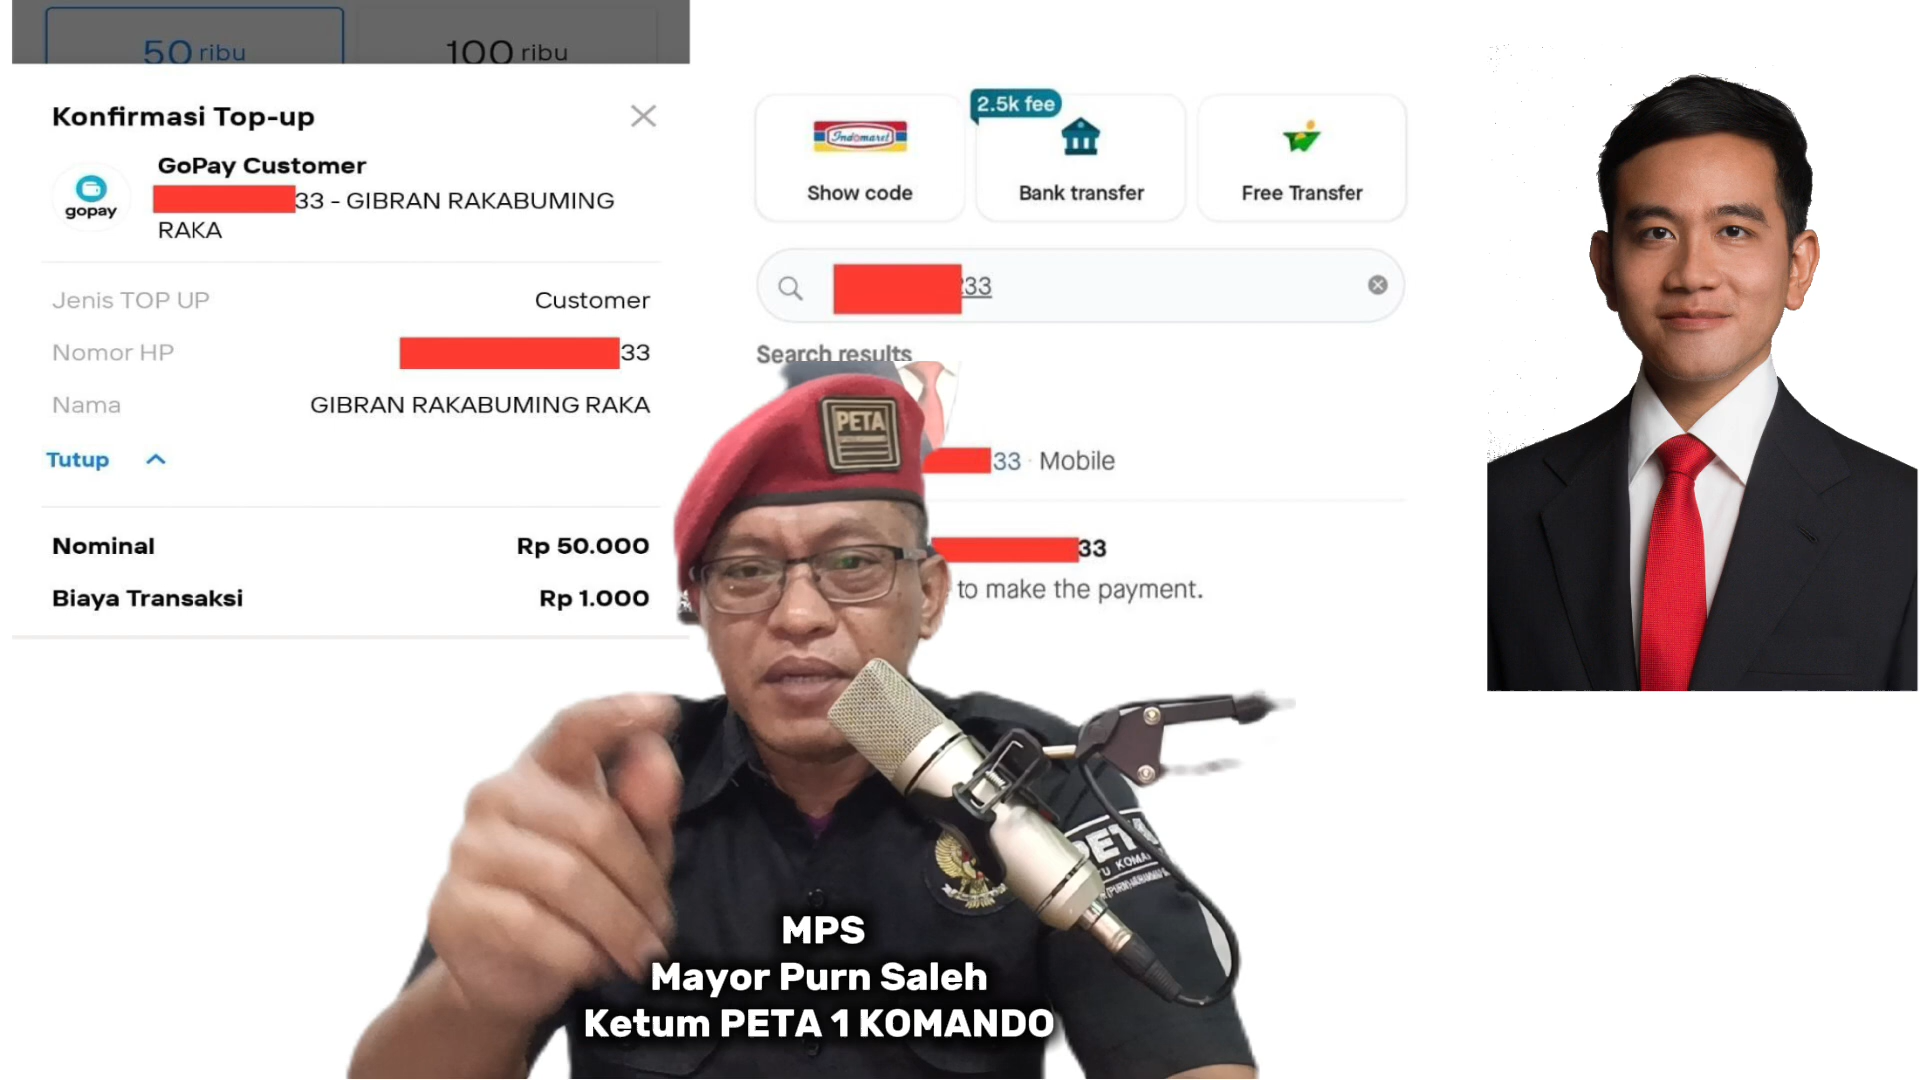 50 ribu
100 ribu
Konfirmasi Top-up
gopay
GoPay Customer
33 - GIBRAN RAKABUMING
RAKA
Jenis TOP UP
Customer
Nomor HP
33
Nama
GIBRAN RAKABUMING RAKA
Tutup
Nominal
Rp 50.000
Biaya Transaksi
Rp 1.000
2.5k fee
Indomaret
Show code
Bank transfer
Free Transfer
33
Search results
33 · Mobile
33
to make the payment.
PETA
PETA
KOMA
MPS
Mayor Purn Saleh
Ketum PETA 1 KOMANDO